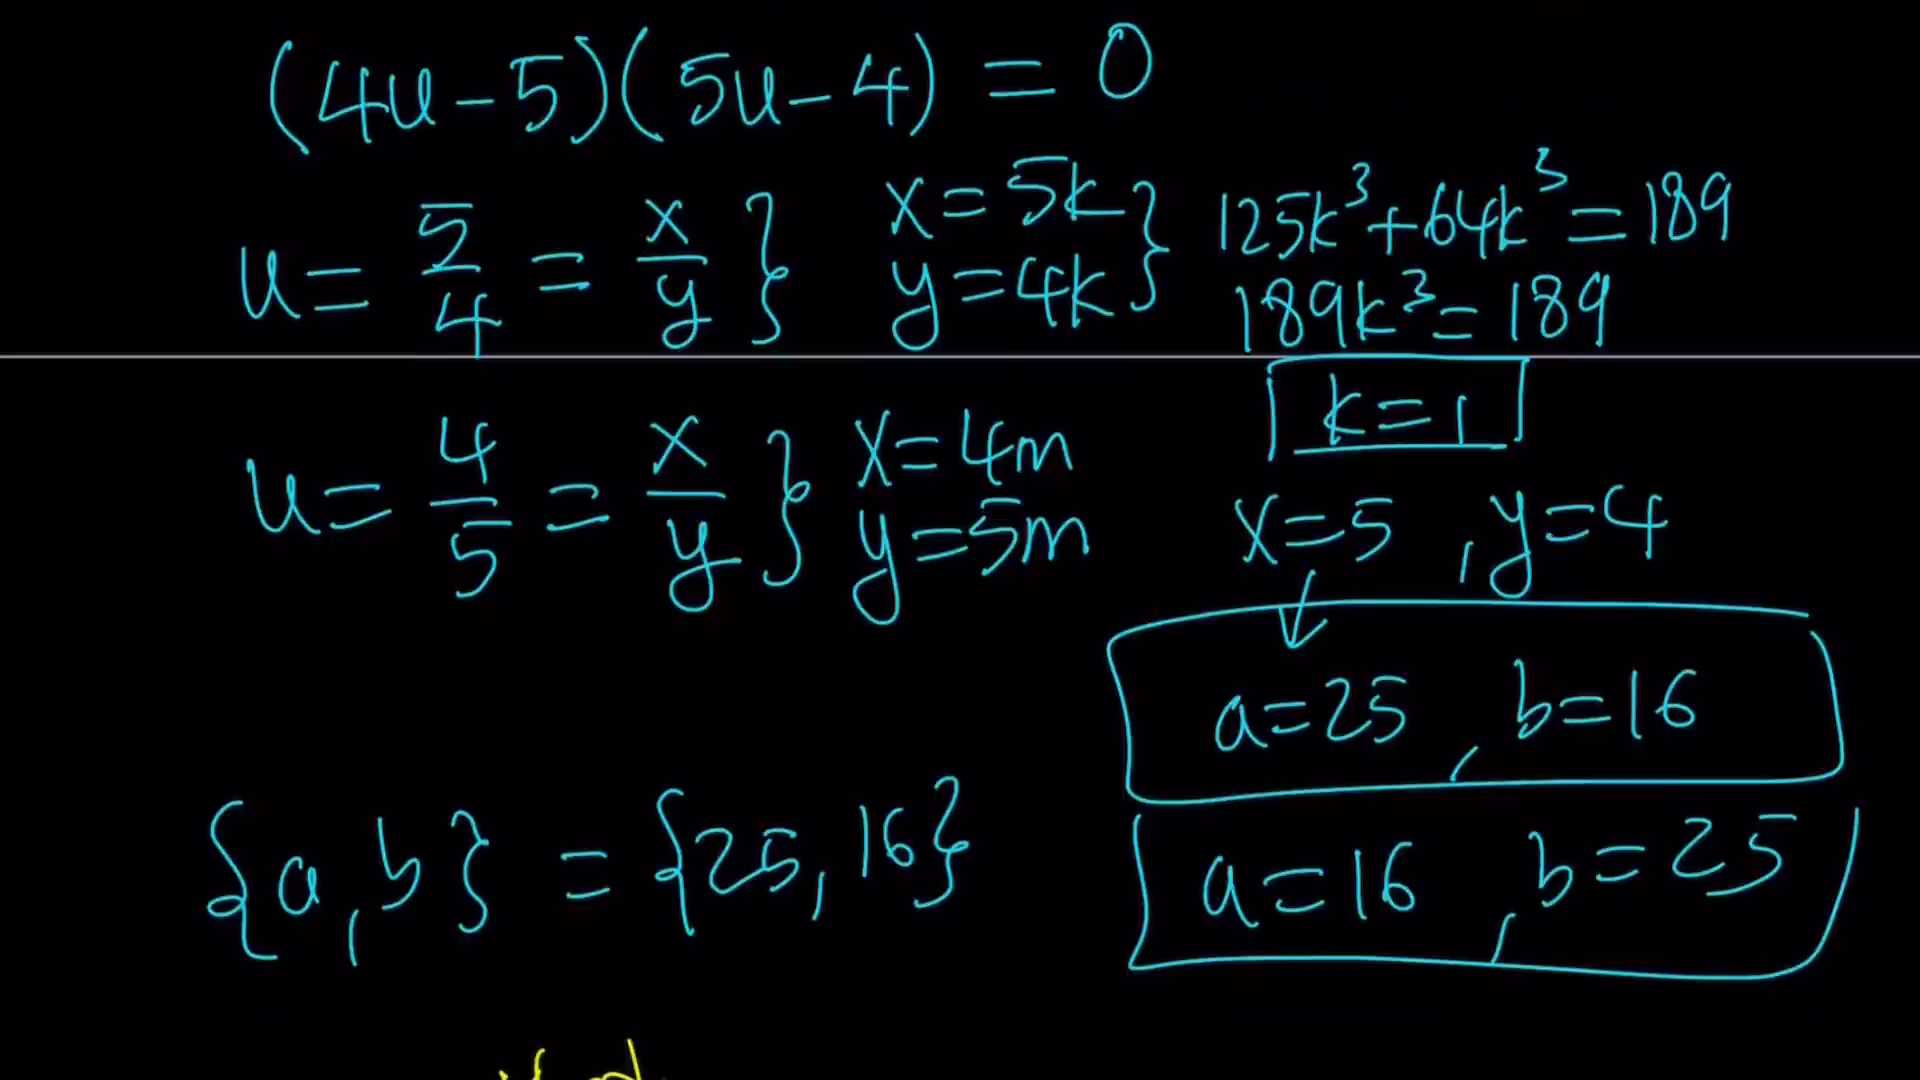 (4u-5)(5u-4) = 0
u = 5/4 = x/y } x = 5k y = 4k } 125k³ + 64k³ = 189
189k³ = 189
k = 1
u = 4/5 = x/y } x = 4m y = 5m
x = 5 , y = 4
a = 25 , b = 16
{a, b} = {25, 16}
a = 16 , b = 25